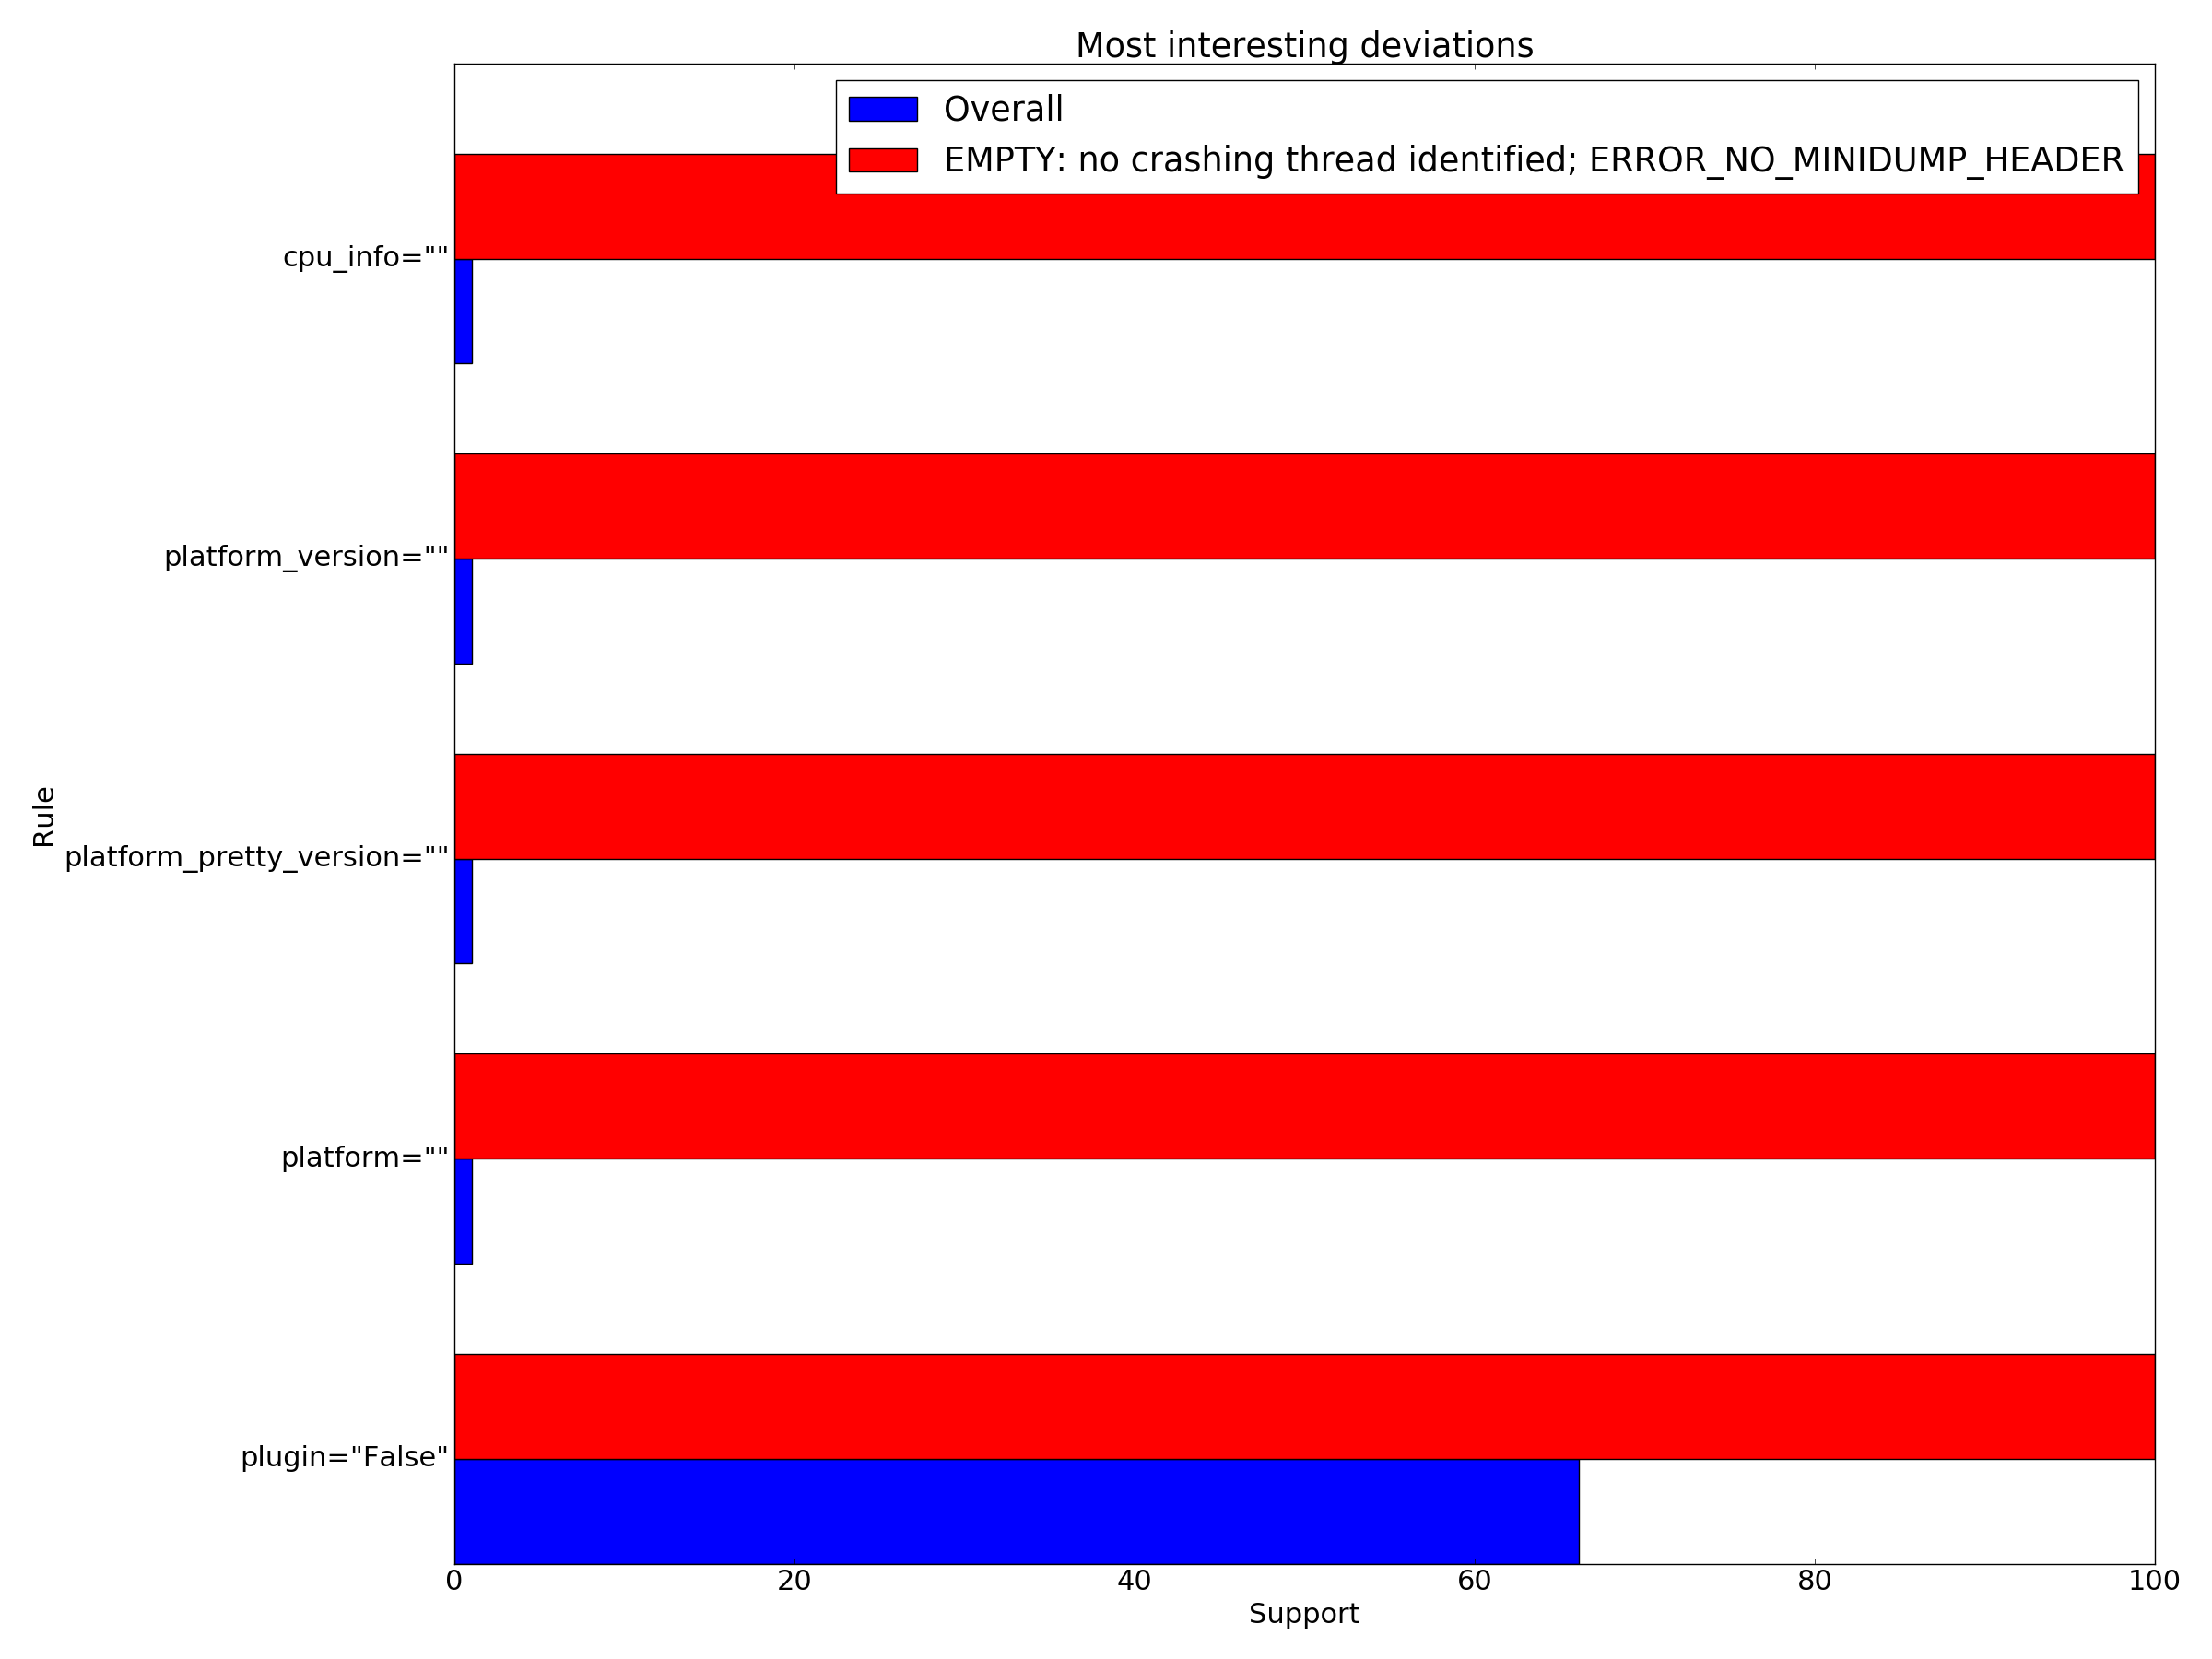 Most interesting deviations
Overall
EMPTY: no crashing thread identified; ERROR_NO_MINIDUMP_HEADER
cpu_info=""
platform_version=""
platform_pretty_version=""
platform=""
plugin="False"
Rule
0 20 40 60 80 100
Support